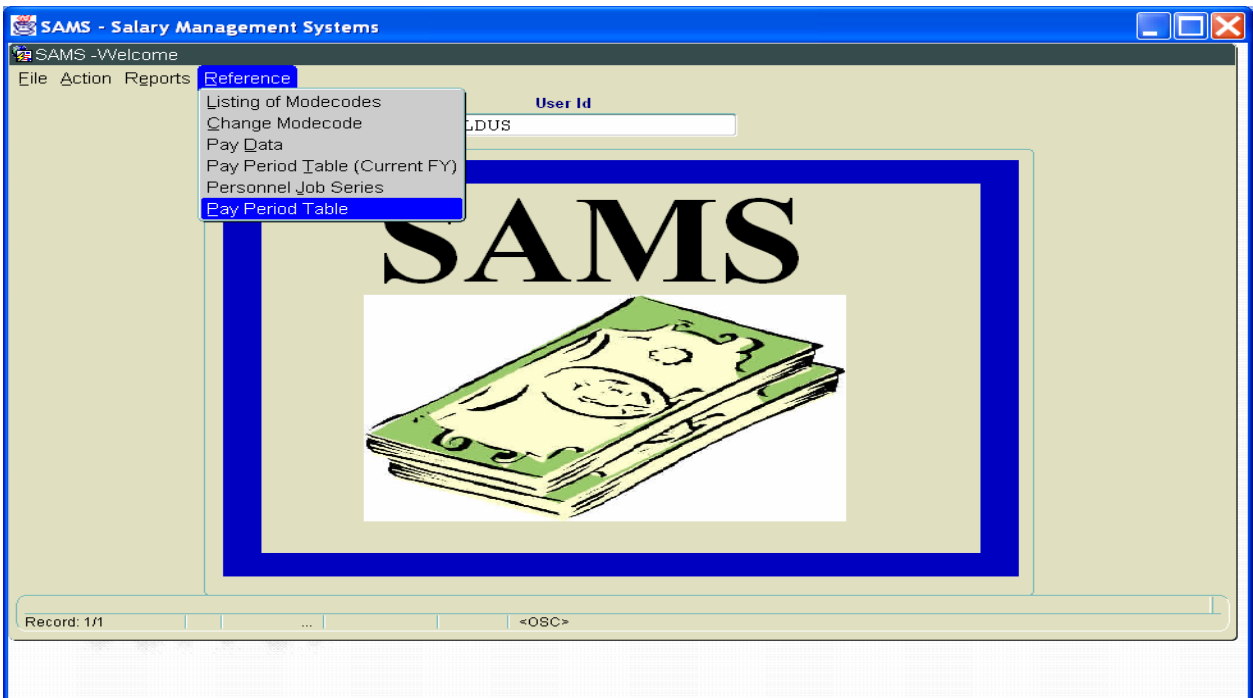 SAMS - Salary Management Systems
SAMS -Welcome
File Action Reports Reference
Listing of Modecodes
Change Modecode
Pay Data
Pay Period Table (Current FY)
Personnel Job Series
Pay Period Table
User Id
LDUS
SAMS
Record: 1/1 ... <OSC>